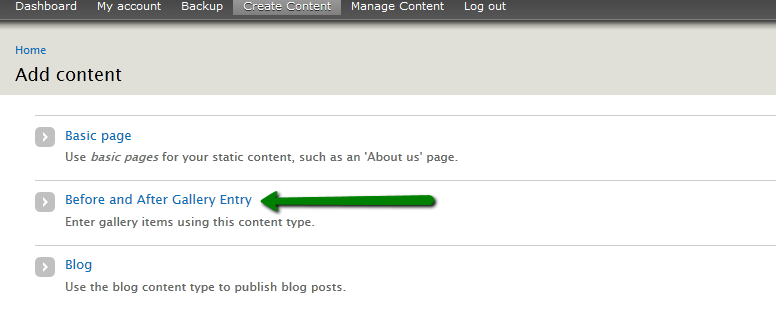 Dashboard My account Backup Create Content Manage Content Log out
Home
Add content
Basic page
Use basic pages for your static content, such as an 'About us' page.
Before and After Gallery Entry
Enter gallery items using this content type.
Blog
Use the blog content type to publish blog posts.